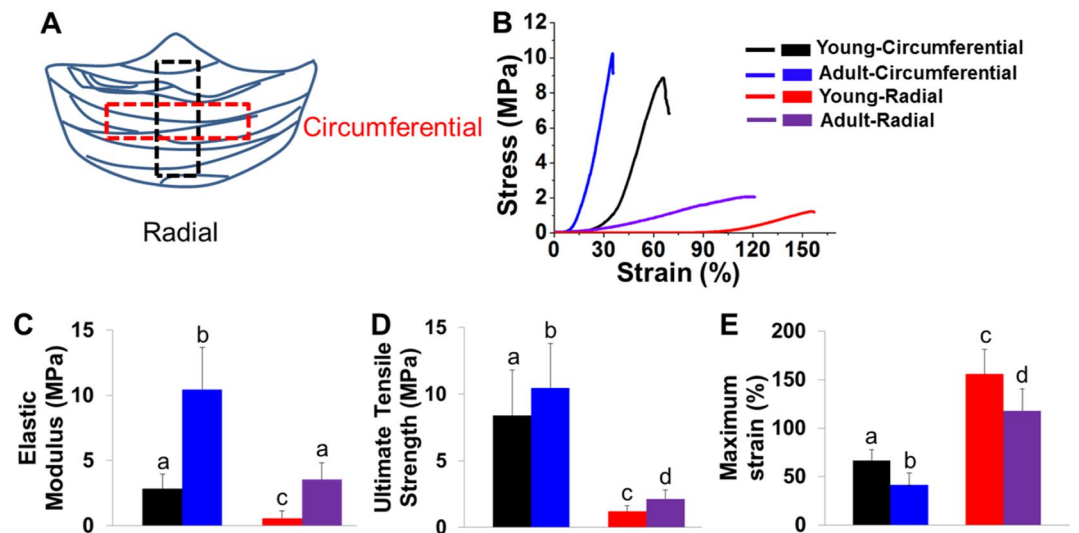 A
Circumferential
Radial
B
Stress (MPa)
12
10
8
6
4
2
0
0 30 60 90 120 150
Strain (%)
Young-Circumferential
Adult-Circumferential
Young-Radial
Adult-Radial
C
Elastic
Modulus (MPa)
15
10
5
0
a
b
c
a
D
Ultimate Tensile
Strength (MPa)
15
10
5
0
a
b
c
d
E
Maximum
strain (%)
200
150
100
50
0
a
b
c
d